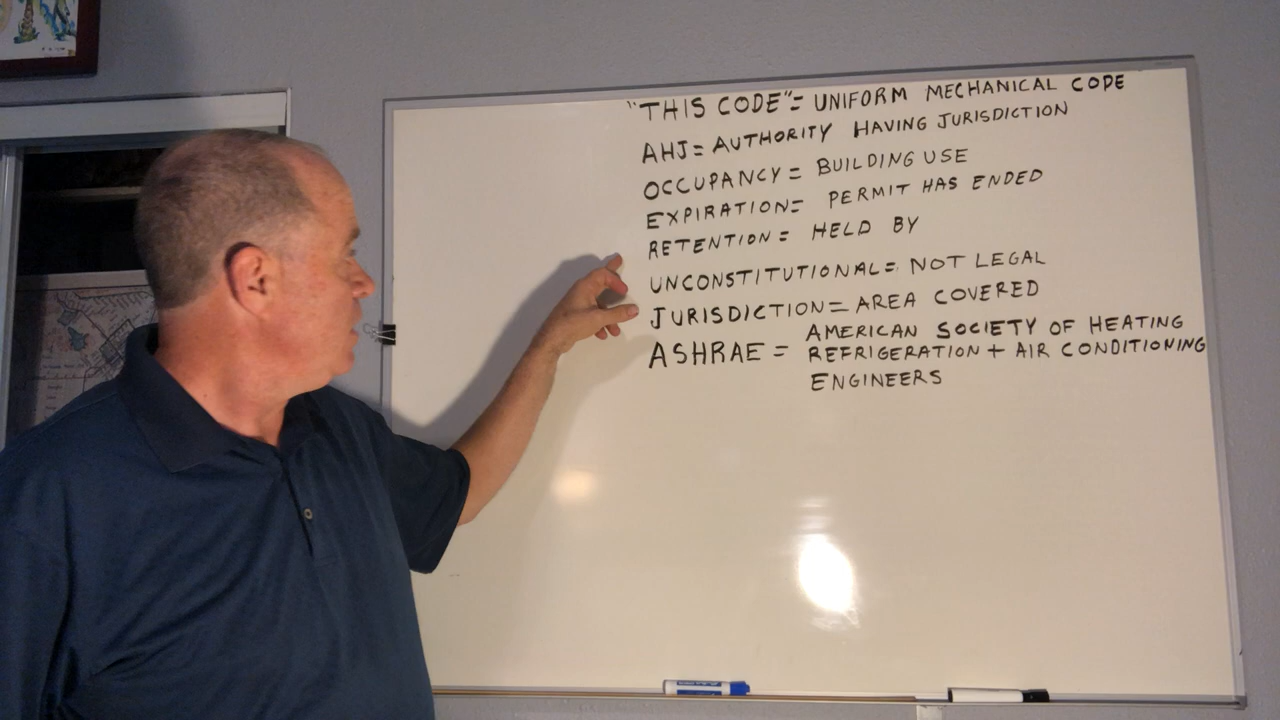 "THIS CODE"= UNIFORM MECHANICAL CODE
AHJ= AUTHORITY HAVING JURISDICTION
OCCUPANCY= BUILDING USE
EXPIRATION= PERMIT HAS ENDED
RETENTION= HELD BY
UNCONSTITUTIONAL= NOT LEGAL
JURISDICTION= AREA COVERED
ASHRAE= AMERICAN SOCIETY OF HEATING
REFRIGERATION + AIR CONDITIONING
ENGINEERS